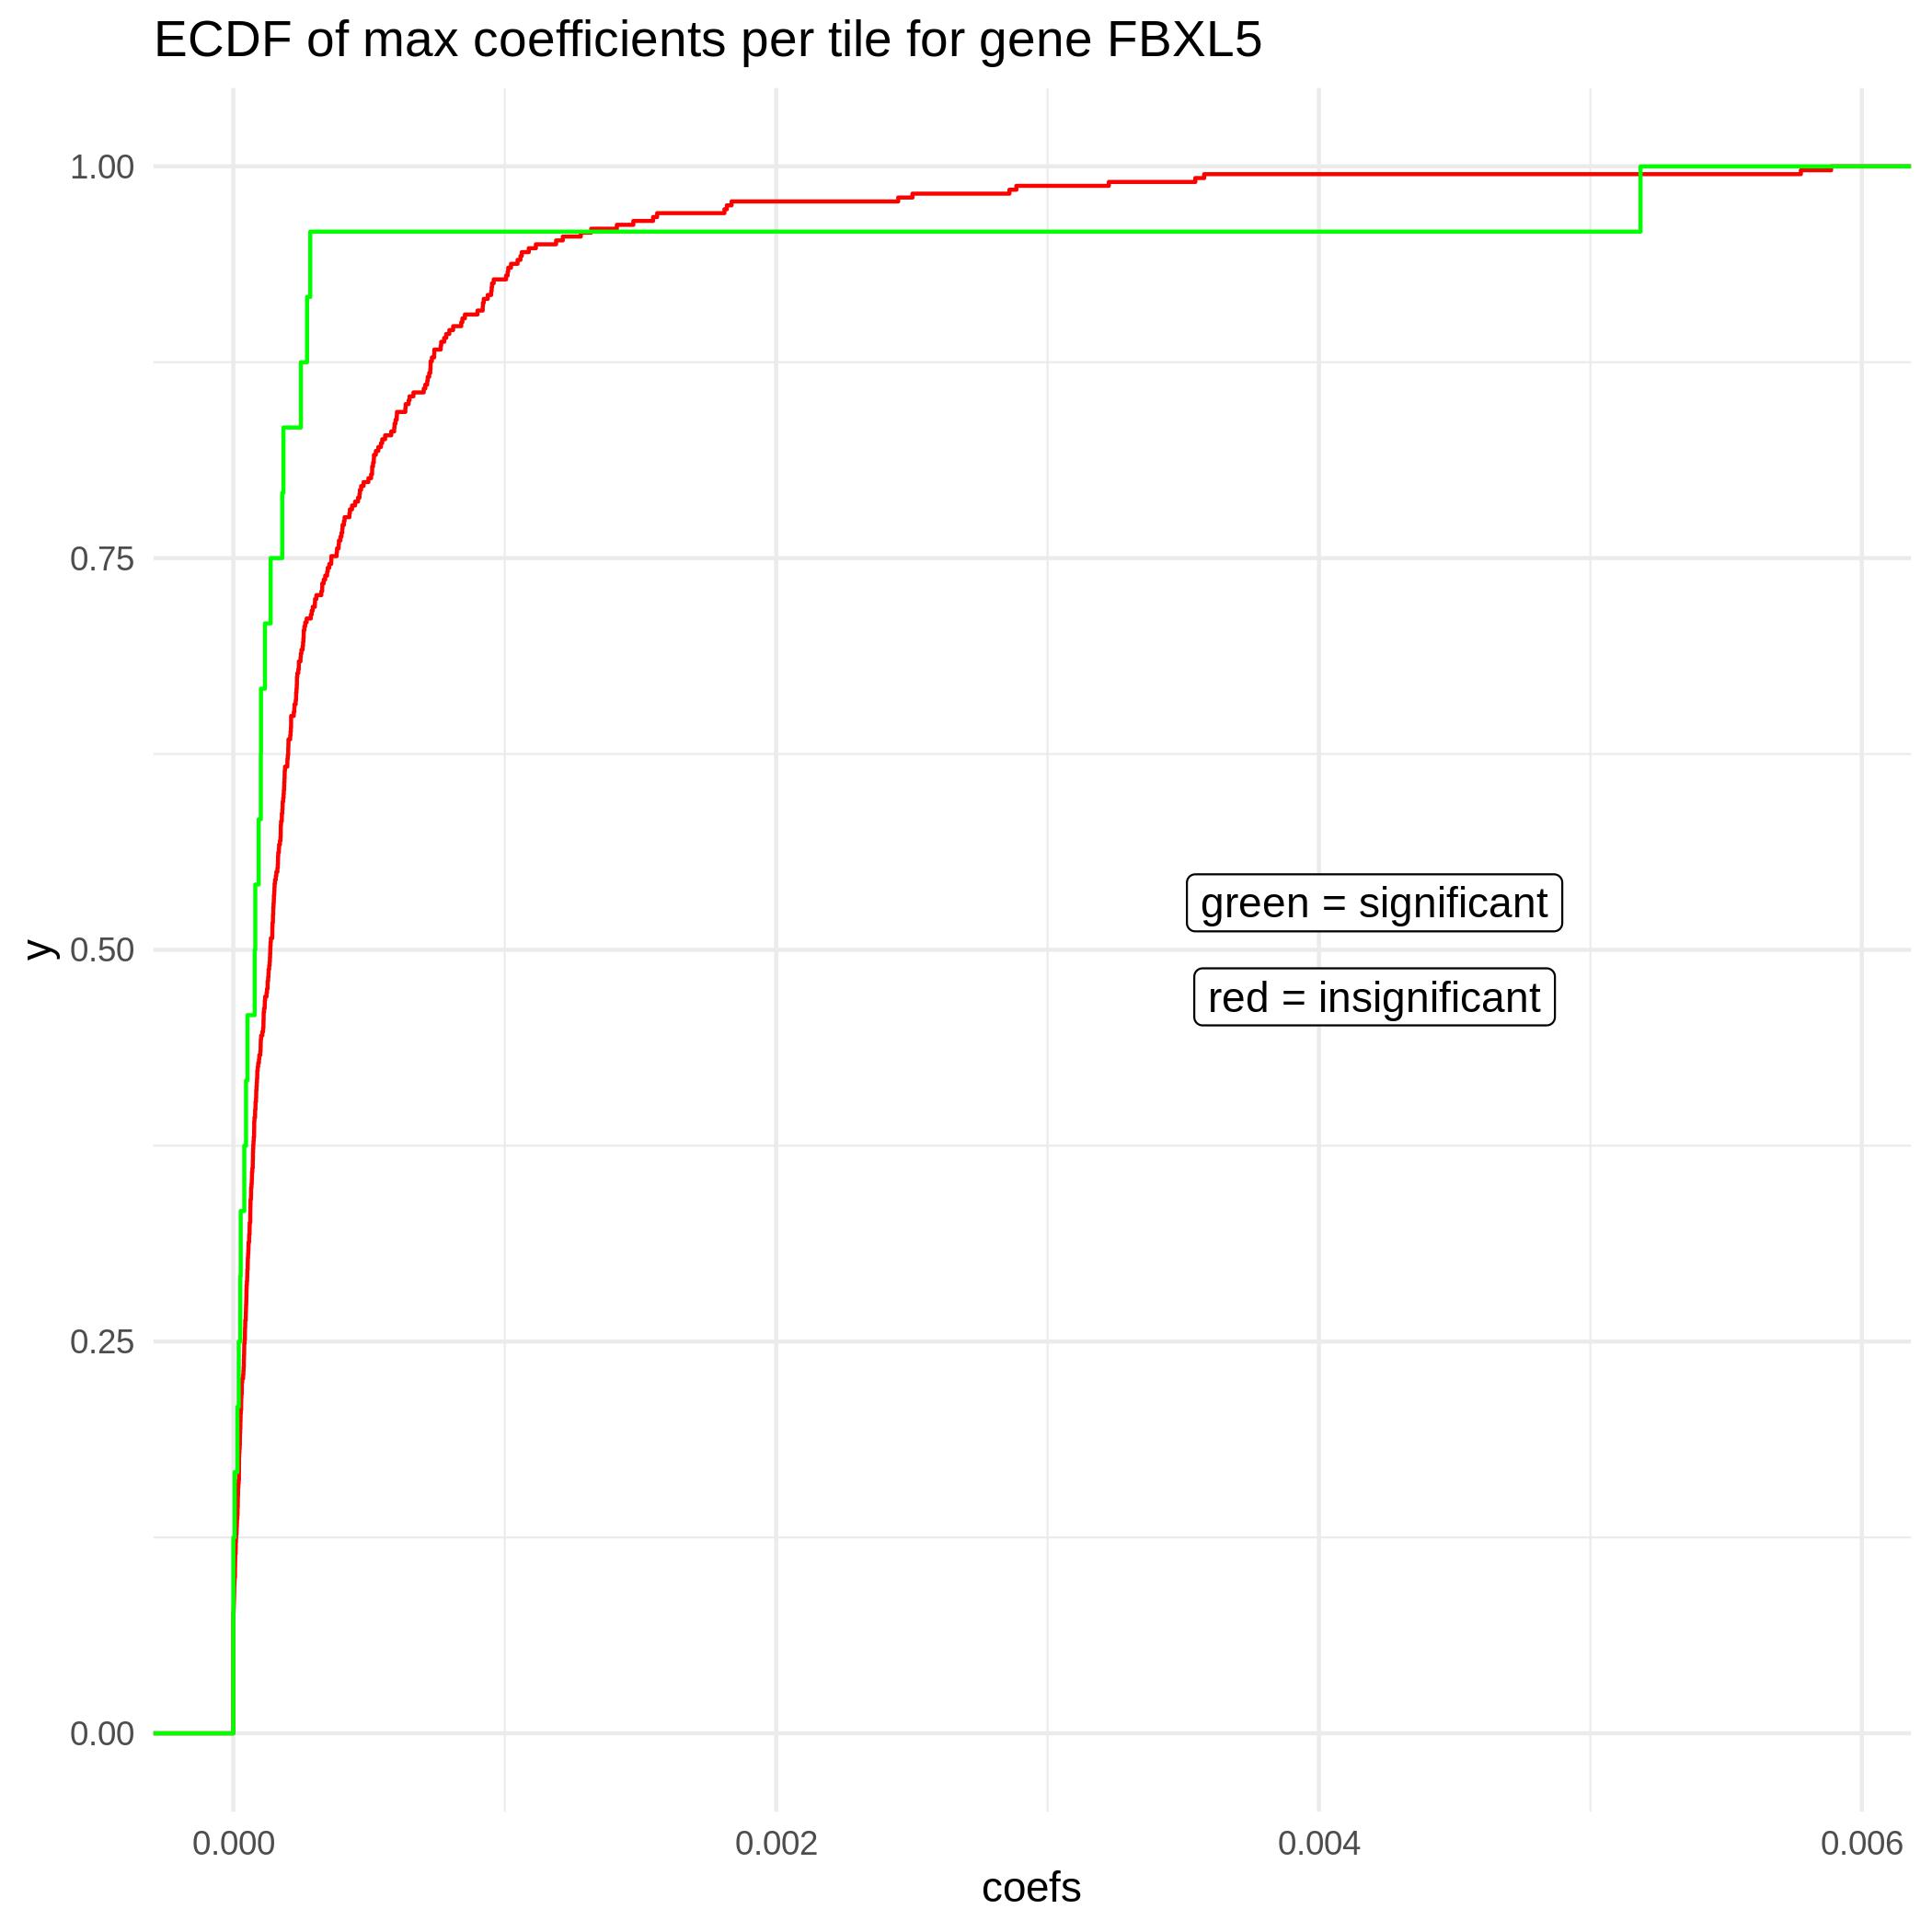 ECDF of max coefficients per tile for gene FBXL5
1.00
0.75
0.50
0.25
0.00
y
green = significant
red = insignificant
0.000
0.002
0.004
0.006
coefs